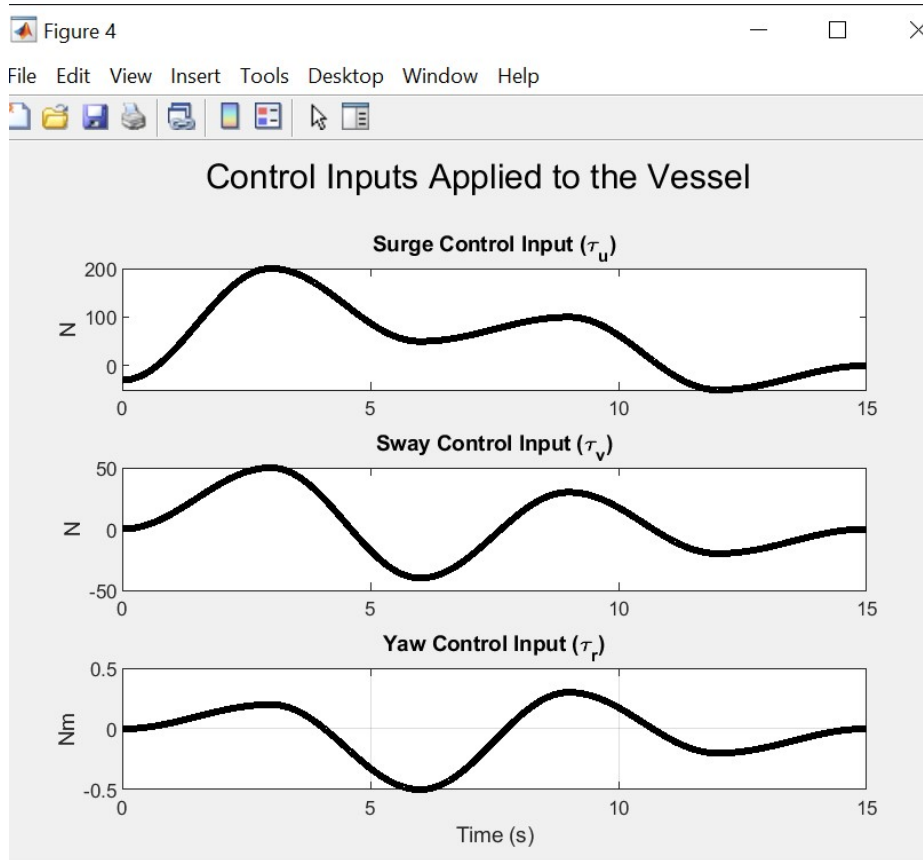 Figure 4
File Edit View Insert Tools Desktop Window Help
Control Inputs Applied to the Vessel
Surge Control Input (τu)
200
100
0
N
0 5 10 15
Sway Control Input (τv)
50
0
-50
N
0 5 10 15
Yaw Control Input (τr)
0.5
0
-0.5
Nm
0 5 10 15
Time (s)